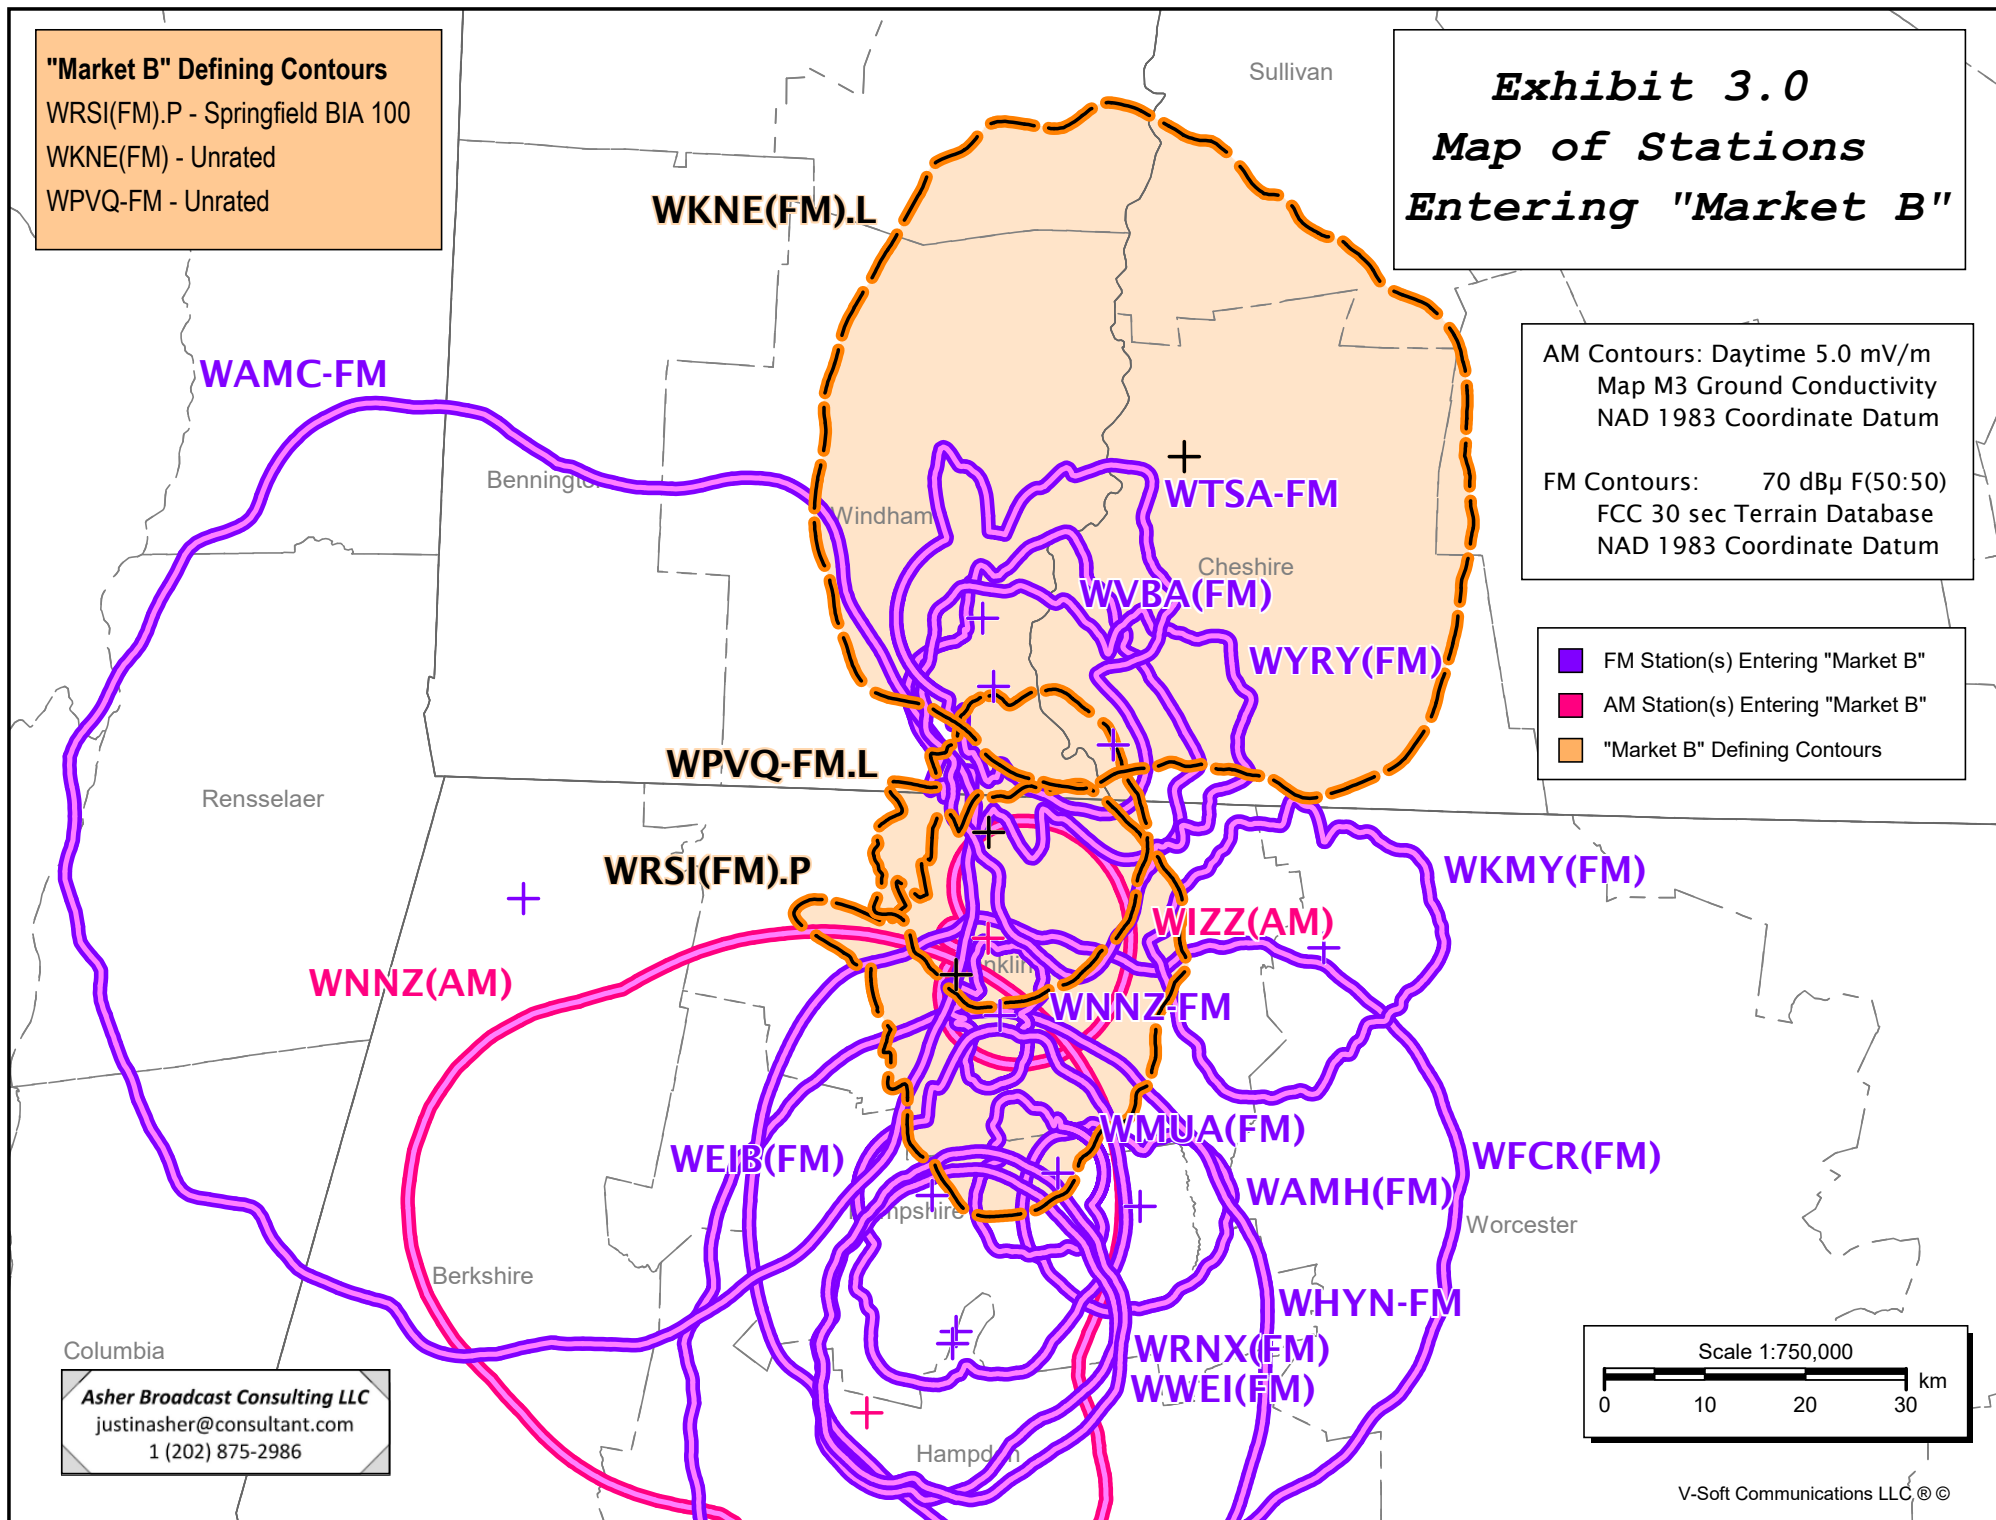 "Market B" Defining Contours
WRSI(FM).P - Springfield BIA 100
WKNE(FM) - Unrated
WPVQ-FM - Unrated
Exhibit 3.0
Map of Stations
Entering "Market B"
Sullivan
WKNE(FM).L
AM Contours: Daytime 5.0 mV/m
Map M3 Ground Conductivity
NAD 1983 Coordinate Datum
FM Contours: 70 dBµ F(50:50)
FCC 30 sec Terrain Database
NAD 1983 Coordinate Datum
WAMC-FM
Bennington
Windham
WTSA-FM
Cheshire
WVBA(FM)
WYRY(FM)
FM Station(s) Entering "Market B"
AM Station(s) Entering "Market B"
"Market B" Defining Contours
WPVQ-FM.L
Rensselaer
WRSI(FM).P
WKMY(FM)
WIZZ(AM)
WNNZ(AM)
nklin
WNNZ-FM
WMUA(FM)
WEIB(FM)
WFCR(FM)
WAMH(FM)
Hampshire
Worcester
Berkshire
WHYN-FM
WRNX(FM)
WWEI(FM)
Columbia
Hampden
Asher Broadcast Consulting LLC
justinasher@consultant.com
1 (202) 875-2986
Scale 1:750,000
km
0 10 20 30
V-Soft Communications LLC ® ©